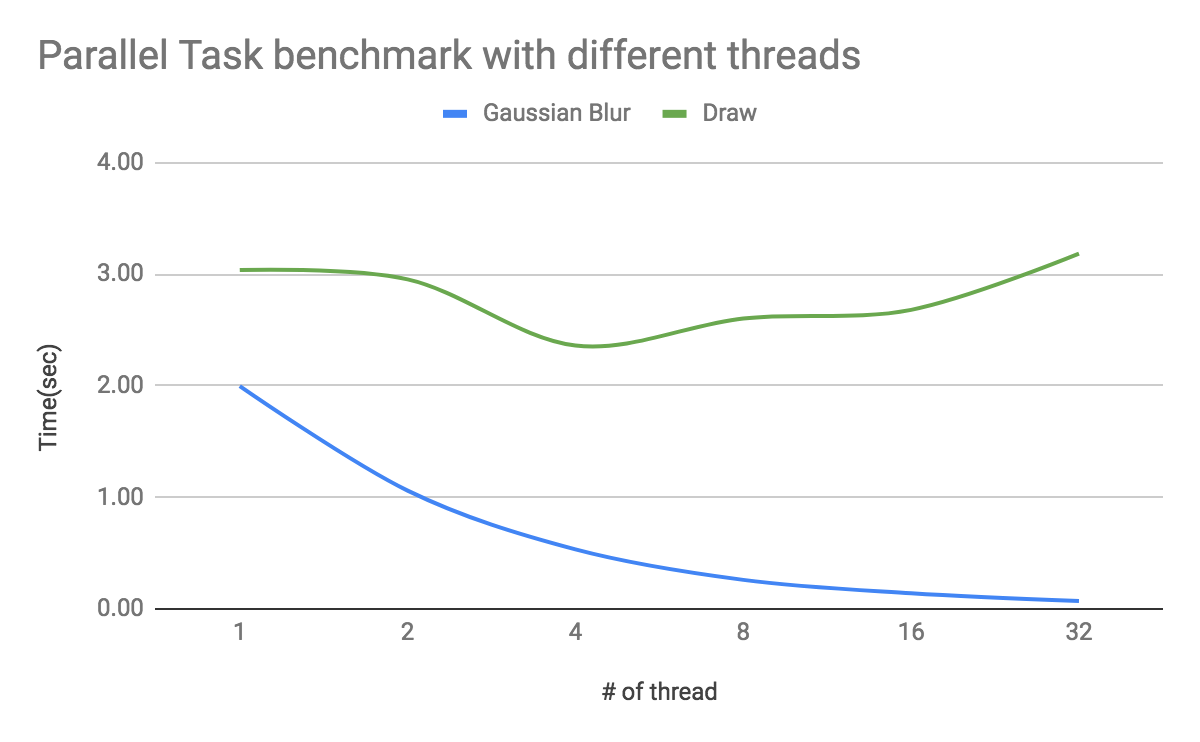 Parallel Task benchmark with different threads
Gaussian Blur Draw
4.00
3.00
2.00
1.00
0.00
Time(sec)
1 2 4 8 16 32
# of thread